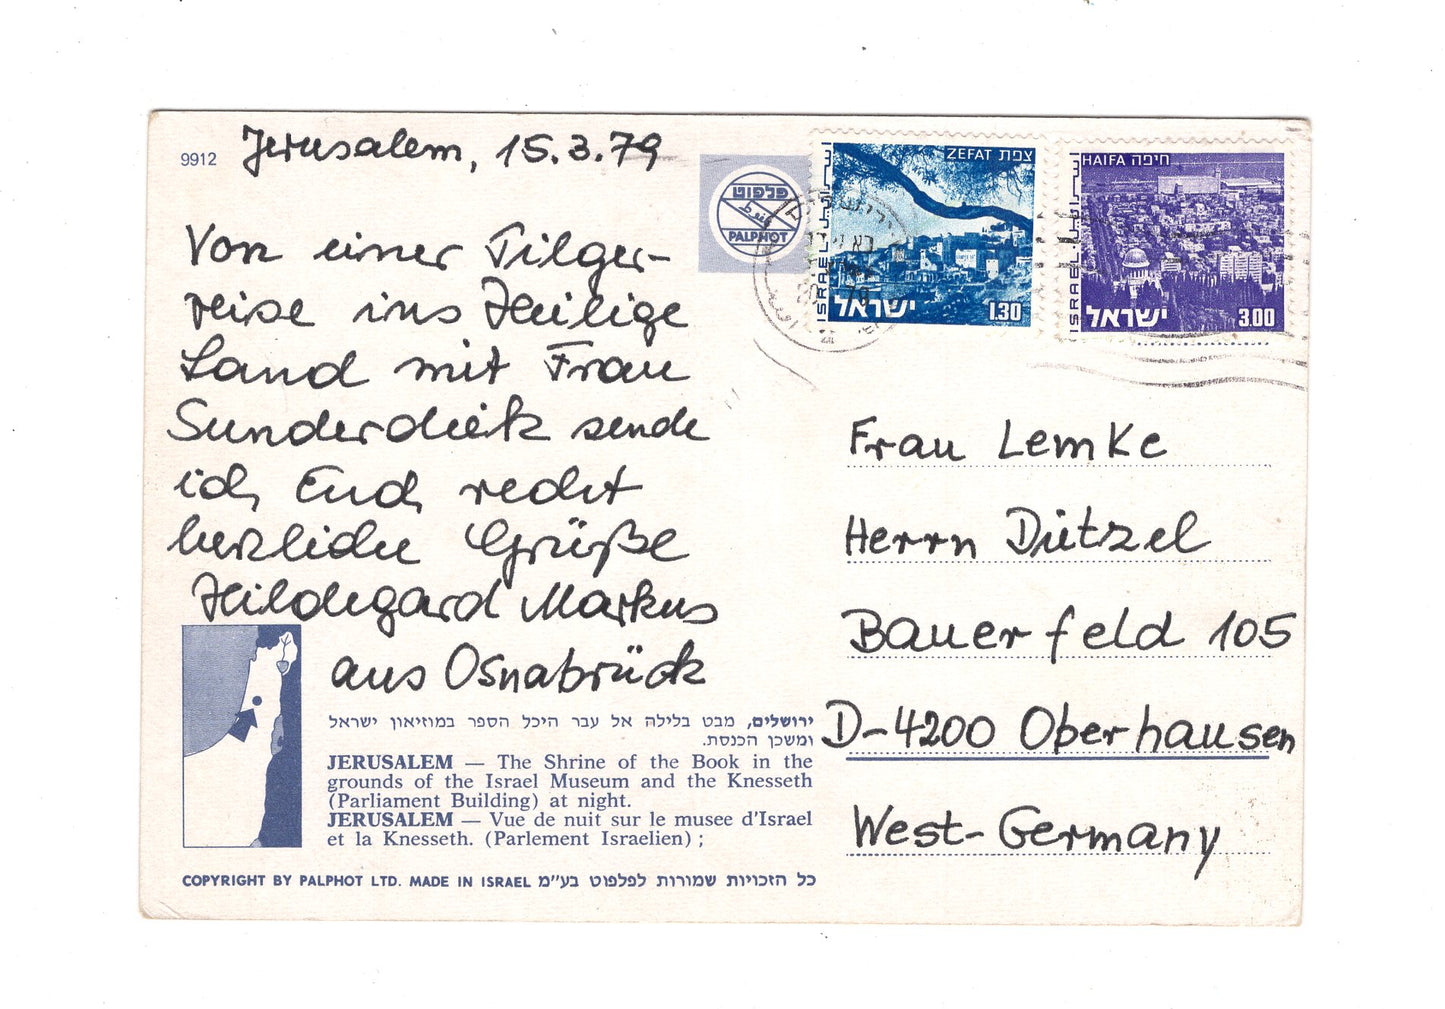 9912
Jerusalem, 15.3.79
Von einer Pilger-
reise ins Heilige
Land mit Frau
Sunderdiek sende
ich Euch recht
herzliche Grüße
Hildegard Markus
aus Osnabrück
ירושלים, מבט בלילה אל עבר היכל הספר במוזיאון ישראל
ומשכן הכנסת.
JERUSALEM — The Shrine of the Book in the
grounds of the Israel Museum and the Knesseth
(Parliament Building) at night.
JERUSALEM — Vue de nuit sur le musee d'Israel
et la Knesseth. (Parlement Israelien) ;
COPYRIGHT BY PALPHOT LTD. MADE IN ISRAEL כל הזכויות שמורות לפלפוט בע"מ
פלפוט
PALPHOT
ZEFAT צפת
اسرائيل
ISRAEL
ישראל
1.30
HAIFA חיפה
اسرائيل
ISRAEL
ישראל
3.00
Frau Lemke
Herrn Dützel
Bauerfeld 105
D-4200 Oberhausen
West-Germany